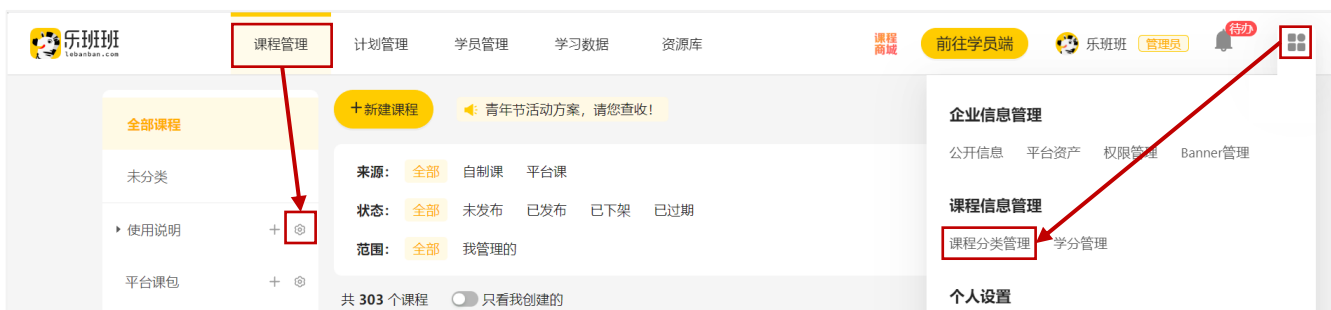 乐班班
lebanban.com
课程管理
计划管理
学员管理
学习数据
资源库
课程
商城
前往学员端
乐班班
管理员
待办
全部课程
未分类
使用说明
平台课包
+新建课程
青年节活动方案，请您查收！
来源： 全部 自制课 平台课
状态： 全部 未发布 已发布 已下架 已过期
范围： 全部 我管理的
共 303 个课程 只看我创建的
企业信息管理
公开信息 平台资产 权限管理 Banner管理
课程信息管理
课程分类管理 学分管理
个人设置